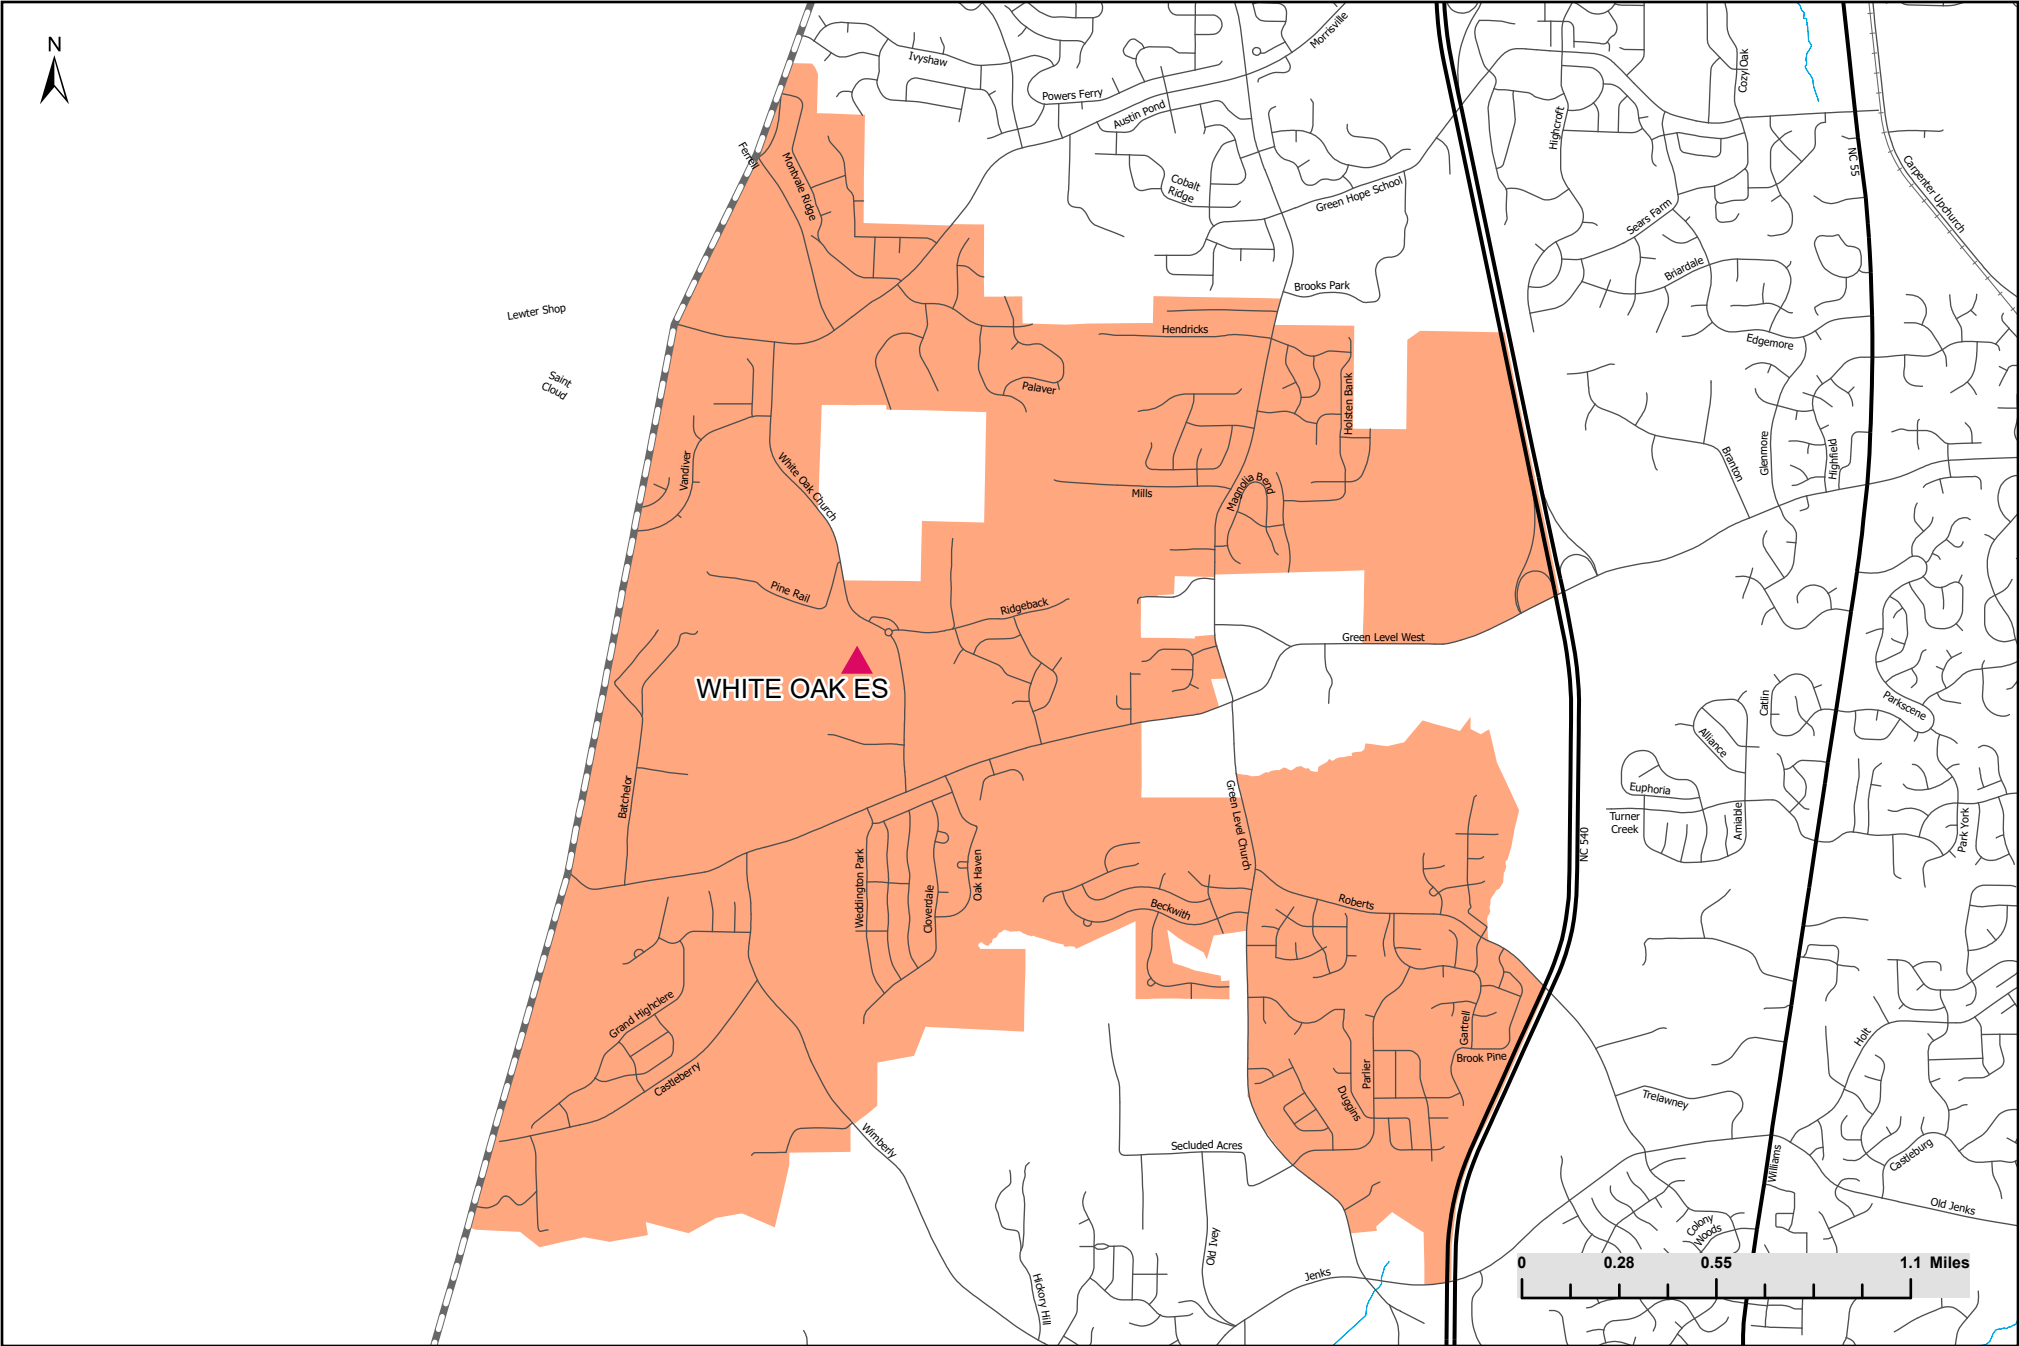 N
Ivyshaw
Morrisville
Powers Ferry
Austin Pond
Cozy Oak
Highcroft
NC 55
Carpenter Upchurch
Ferrell
Montvale Ridge
Cobalt
Ridge
Green Hope School
Sears Farm
Briardale
Brooks Park
Lewter Shop
Hendricks
Edgemore
Saint
Cloud
Palaver
Holsten Bank
Vandiver
White Oak Church
Mills
Magnolia Bend
Branton
Glenmore
Highfield
Pine Rail
Ridgeback
Green Level West
WHITE OAK ES
Catlin
Parkscene
Alliance
Euphoria
Turner
Creek
Amiable
Park York
Batchelor
Green Level Church
NC 540
Weddington Park
Cloverdale
Oak Haven
Beckwith
Roberts
Grand Highclere
Castleberry
Gartrell
Brook Pine
Parlier
Duggins
Holt
Trelawney
Wimberly
Secluded Acres
Williams
Castleburg
Old Jenks
Colony
Woods
Old Ivey
Hickory Hill
Jenks
0 0.28 0.55 1.1 Miles